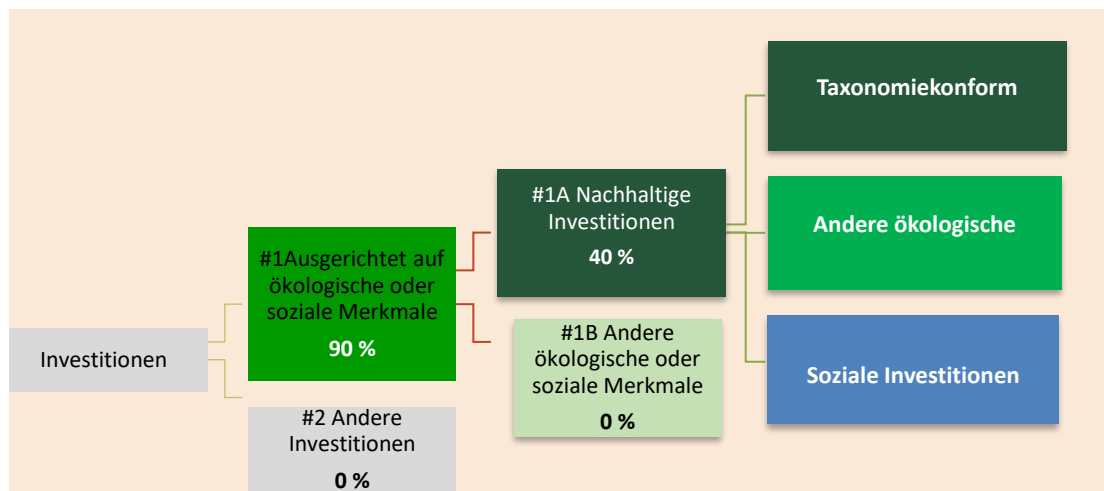 Investitionen
#1Ausgerichtet auf
ökologische oder
soziale Merkmale
90 %
#2 Andere
Investitionen
0 %
#1A Nachhaltige
Investitionen
40 %
#1B Andere
ökologische oder
soziale Merkmale
0 %
Taxonomiekonform
Andere ökologische
Soziale Investitionen